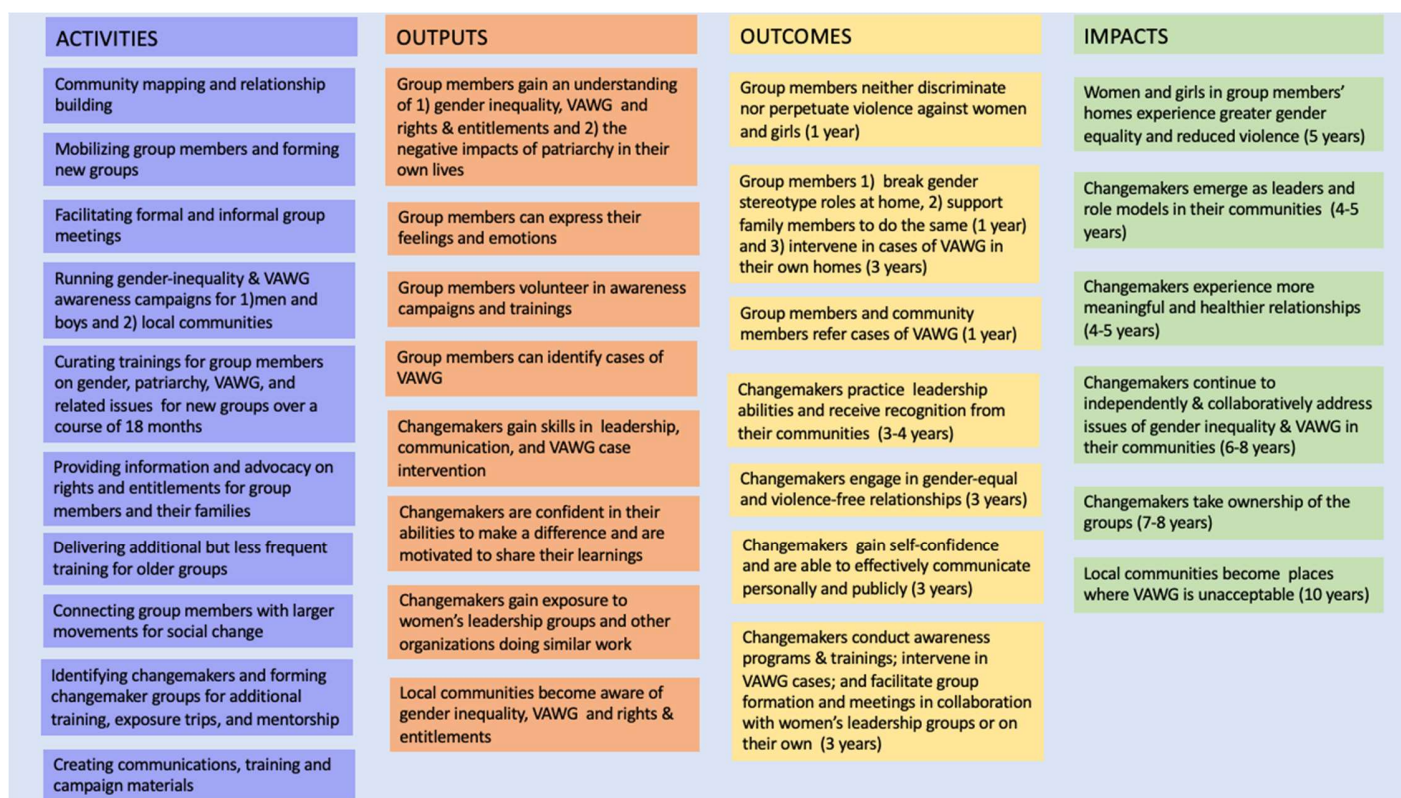 ACTIVITIES
Community mapping and relationship
building
Mobilizing group members and forming
new groups
Facilitating formal and informal group
meetings
Running gender-inequality & VAWG
awareness campaigns for 1)men and
boys and 2) local communities
Curating trainings for group members
on gender, patriarchy, VAWG, and
related issues for new groups over a
course of 18 months
Providing information and advocacy on
rights and entitlements for group
members and their families
Delivering additional but less frequent
training for older groups
Connecting group members with larger
movements for social change
Identifying changemakers and forming
changemaker groups for additional
training, exposure trips, and mentorship
Creating communications, training and
campaign materials
OUTPUTS
Group members gain an understanding
of 1) gender inequality, VAWG and
rights & entitlements and 2) the
negative impacts of patriarchy in their
own lives
Group members can express their
feelings and emotions
Group members volunteer in awareness
campaigns and trainings
Group members can identify cases of
VAWG
Changemakers gain skills in leadership,
communication, and VAWG case
intervention
Changemakers are confident in their
abilities to make a difference and are
motivated to share their learnings
Changemakers gain exposure to
women's leadership groups and other
organizations doing similar work
Local communities become aware of
gender inequality, VAWG and rights &
entitlements
OUTCOMES
Group members neither discriminate
nor perpetuate violence against women
and girls (1 year)
Group members 1) break gender
stereotype roles at home, 2) support
family members to do the same (1 year)
and 3) intervene in cases of VAWG in
their own homes (3 years)
Group members and community
members refer cases of VAWG (1 year)
Changemakers practice leadership
abilities and receive recognition from
their communities (3-4 years)
Changemakers engage in gender-equal
and violence-free relationships (3 years)
Changemakers gain self-confidence
and are able to effectively communicate
personally and publicly (3 years)
Changemakers conduct awareness
programs & trainings; intervene in
VAWG cases; and facilitate group
formation and meetings in collaboration
with women's leadership groups or on
their own (3 years)
IMPACTS
Women and girls in group members'
homes experience greater gender
equality and reduced violence (5 years)
Changemakers emerge as leaders and
role models in their communities (4-5
years)
Changemakers experience more
meaningful and healthier relationships
(4-5 years)
Changemakers continue to
independently & collaboratively address
issues of gender inequality & VAWG in
their communities (6-8 years)
Changemakers take ownership of the
groups (7-8 years)
Local communities become places
where VAWG is unacceptable (10 years)